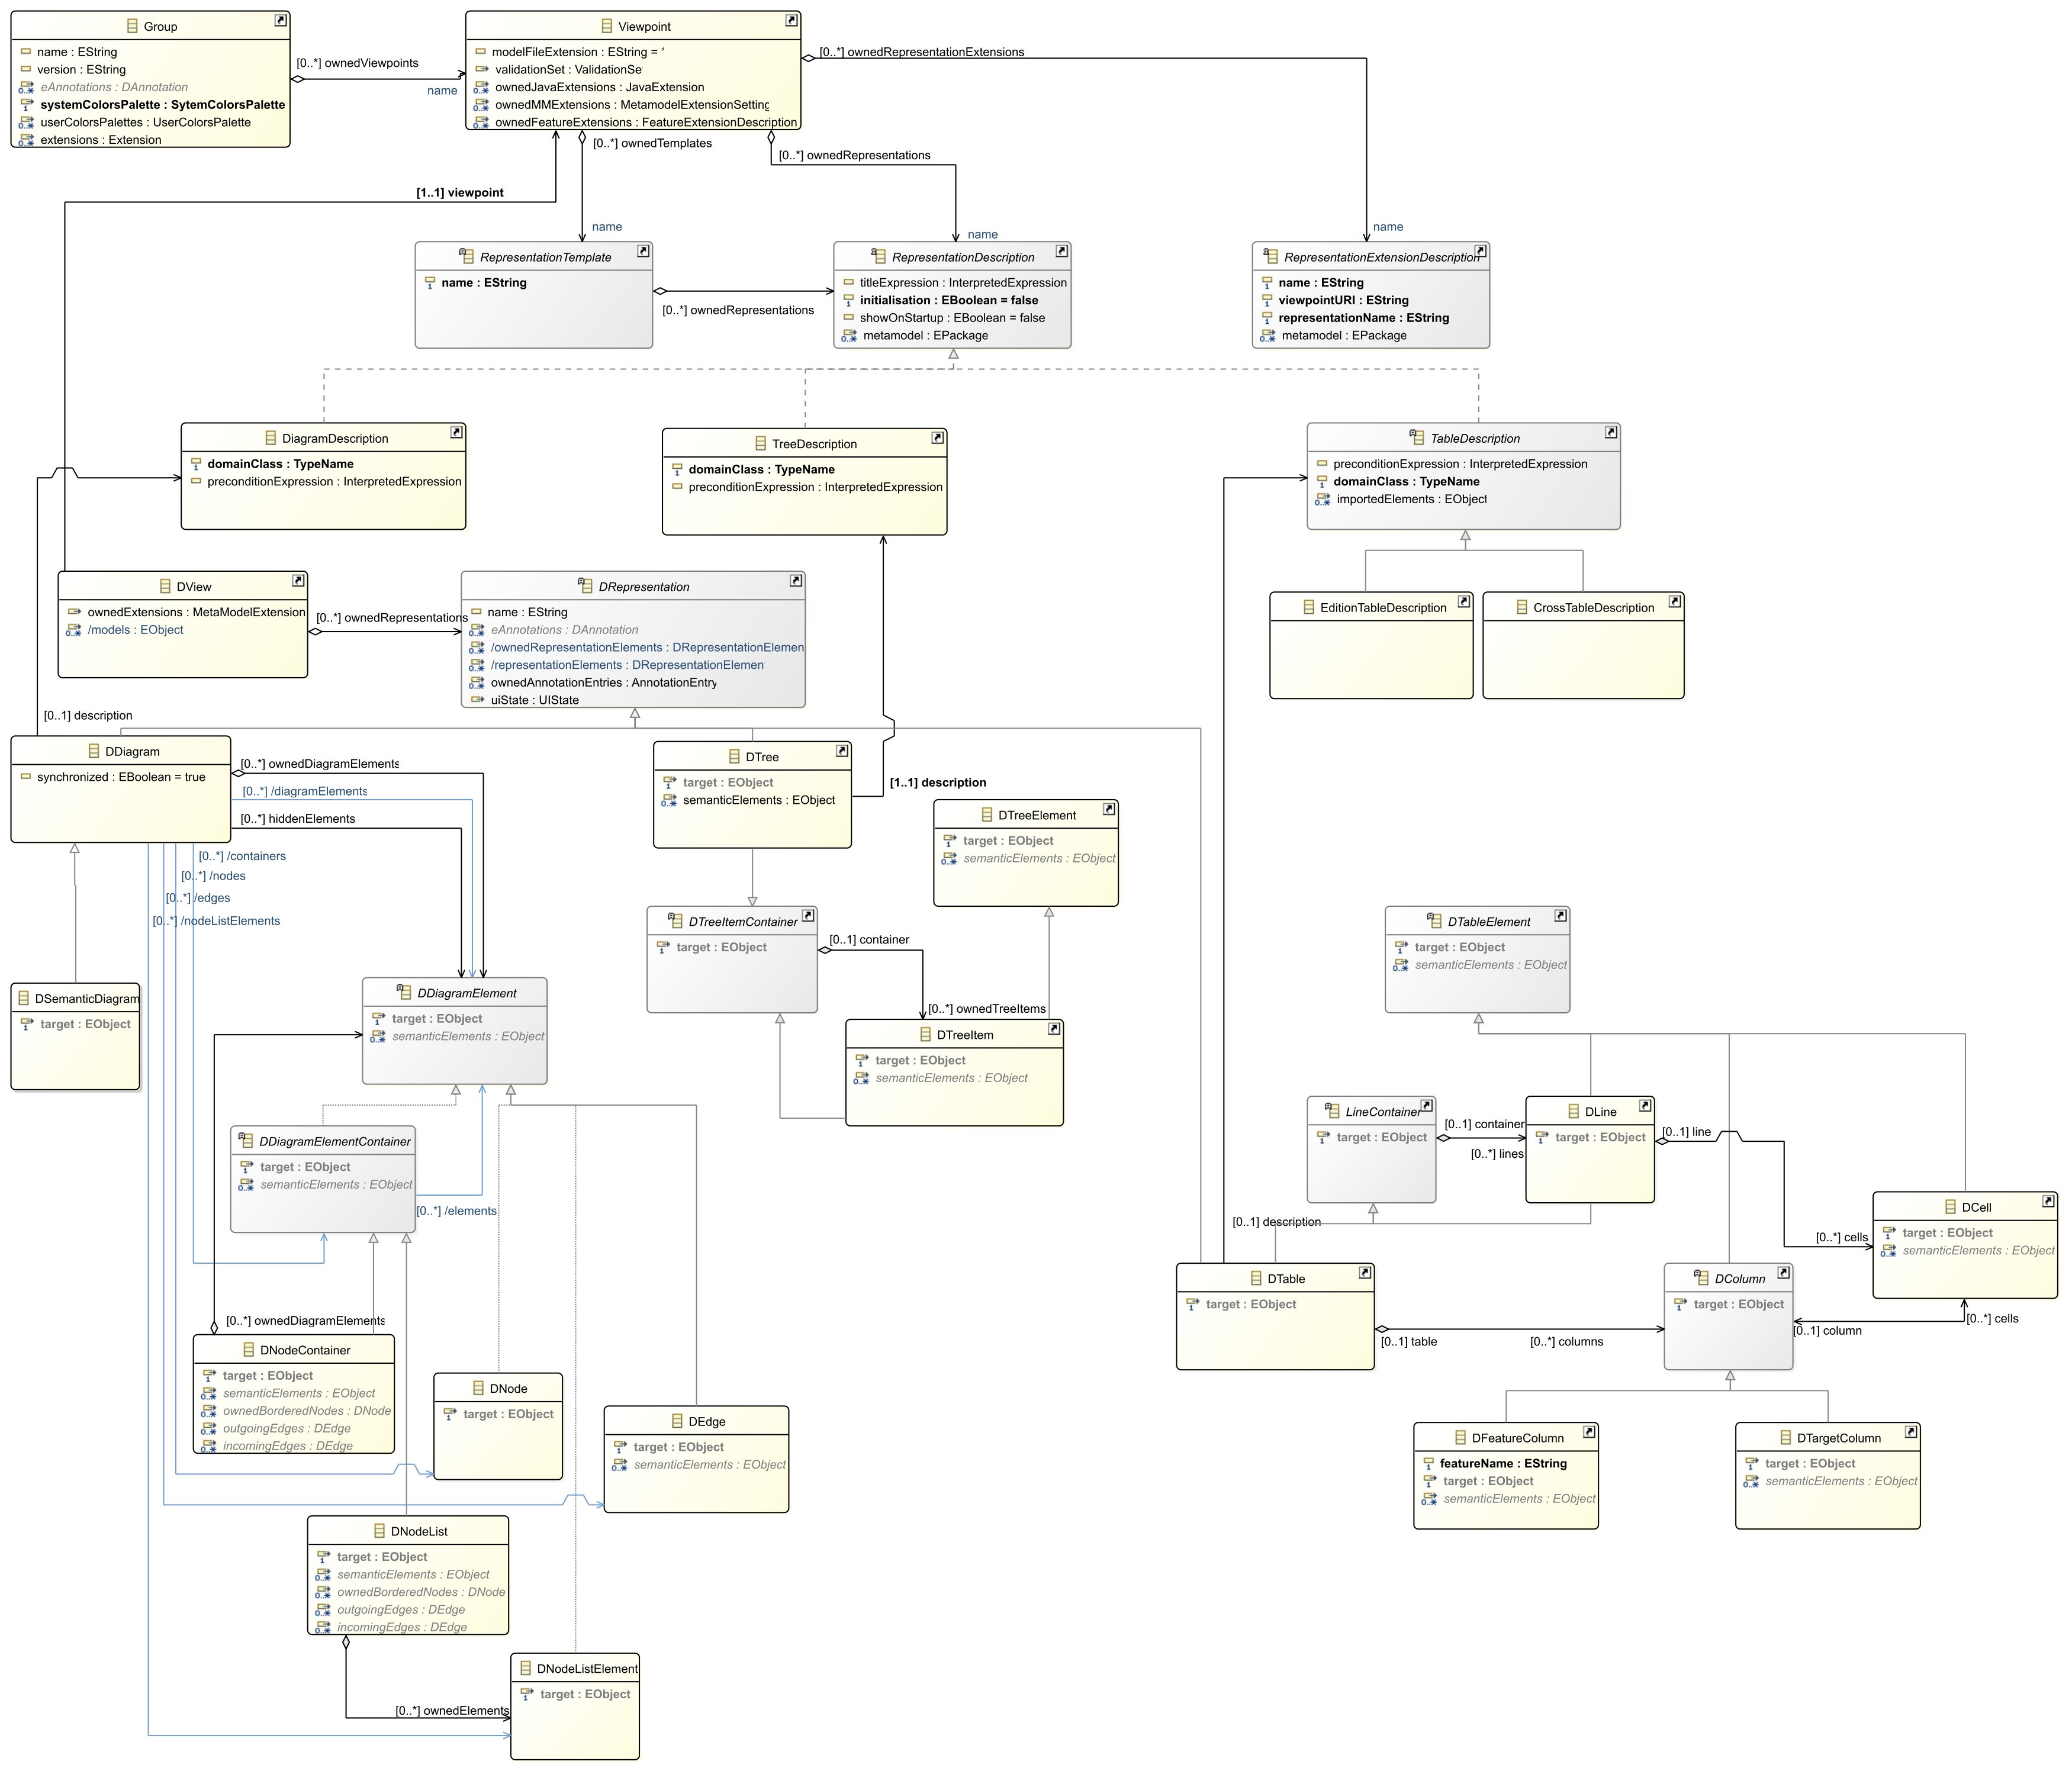 Group
name : EString
version : EString
eAnnotations : DAnnotation
systemColorsPalette : SytemColorsPalette
userColorsPalettes : UserColorsPalette
extensions : Extension
[0..*] ownedViewpoints
name
Viewpoint
modelFileExtension : EString = '
validationSet : ValidationSe
ownedJavaExtensions : JavaExtension
ownedMMExtensions : MetamodelExtensionSetting
ownedFeatureExtensions : FeatureExtensionDescription
[0..*] ownedRepresentationExtensions
[0..*] ownedTemplates
[0..*] ownedRepresentations
[1..1] viewpoint
name
name
name
RepresentationTemplate
name : EString
[0..*] ownedRepresentations
RepresentationDescription
titleExpression : InterpretedExpression
initialisation : EBoolean = false
showOnStartup : EBoolean = false
metamodel : EPackage
RepresentationExtensionDescription
name : EString
viewpointURI : EString
representationName : EString
metamodel : EPackage
DiagramDescription
domainClass : TypeName
preconditionExpression : InterpretedExpression
TreeDescription
domainClass : TypeName
preconditionExpression : InterpretedExpression
TableDescription
preconditionExpression : InterpretedExpression
domainClass : TypeName
importedElements : EObject
DView
ownedExtensions : MetaModelExtension
/models : EObject
[0..*] ownedRepresentations
DRepresentation
name : EString
eAnnotations : DAnnotation
/ownedRepresentationElements : DRepresentationElemen
/representationElements : DRepresentationElemen
ownedAnnotationEntries : AnnotationEntry
uiState : UIState
EditionTableDescription
CrossTableDescription
[0..1] description
DDiagram
synchronized : EBoolean = true
[0..*] ownedDiagramElements
[0..*] /diagramElements
[0..*] hiddenElements
[0..*] /containers
[0..*] /nodes
[0..*] /edges
[0..*] /nodeListElements
DTree
target : EObject
semanticElements : EObject
[1..1] description
DTreeElement
target : EObject
semanticElements : EObject
DTreeItemContainer
target : EObject
[0..1] container
[0..*] ownedTreeItems
DTreeItem
target : EObject
semanticElements : EObject
DTableElement
target : EObject
semanticElements : EObject
DSemanticDiagram
target : EObject
DDiagramElement
target : EObject
semanticElements : EObject
DDiagramElementContainer
target : EObject
semanticElements : EObject
[0..*] /elements
LineContainer
target : EObject
[0..1] container
[0..*] lines
DLine
target : EObject
[0..1] line
[0..*] cells
DCell
target : EObject
semanticElements : EObject
[0..1] description
DTable
target : EObject
[0..1] table
[0..*] columns
DColumn
target : EObject
[0..1] column
[0..*] cells
[0..*] ownedDiagramElements
DNodeContainer
target : EObject
semanticElements : EObject
ownedBorderedNodes : DNode
outgoingEdges : DEdge
incomingEdges : DEdge
DNode
target : EObject
DEdge
target : EObject
semanticElements : EObject
DFeatureColumn
featureName : EString
target : EObject
semanticElements : EObject
DTargetColumn
target : EObject
semanticElements : EObject
DNodeList
target : EObject
semanticElements : EObject
ownedBorderedNodes : DNode
outgoingEdges : DEdge
incomingEdges : DEdge
[0..*] ownedElements
DNodeListElement
target : EObject